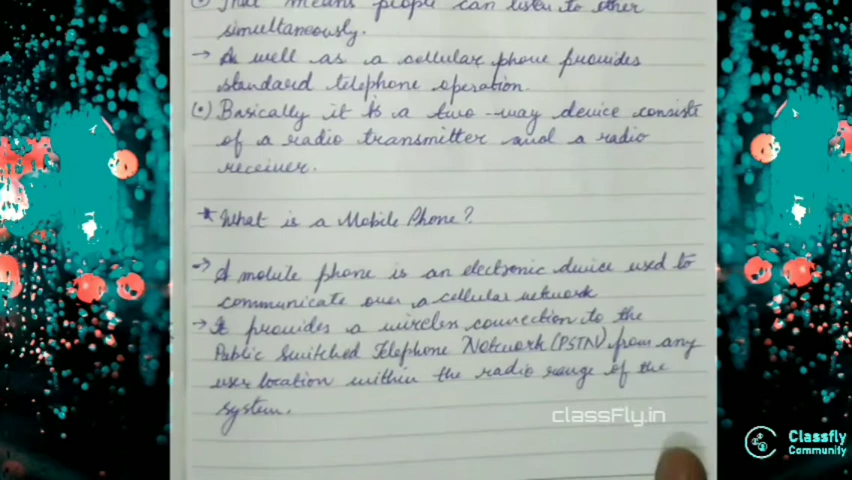 (•) That means people can listen to other
simultaneously.
→ As well as a cellular phone provides
standard telephone operation.
(•) Basically it is a two-way device consists
of a radio transmitter and a radio
receiver.
* What is a Mobile Phone?
→ A mobile phone is an electronic device used to
communicate over a cellular network
→ It provides a wireless connection to the
Public Switched Telephone Network (PSTN) from any
user location within the radio range of the
system.
classFly.in
Classfly
Community